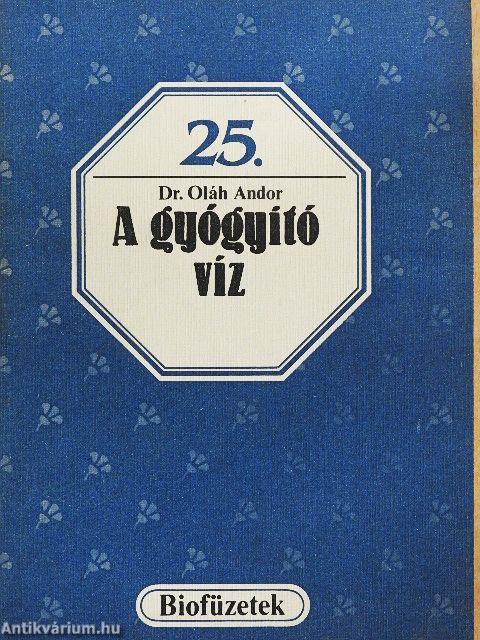 25.
Dr. Oláh Andor
A gyógyító
víz
Biofüzetek
Antikvárium.hu